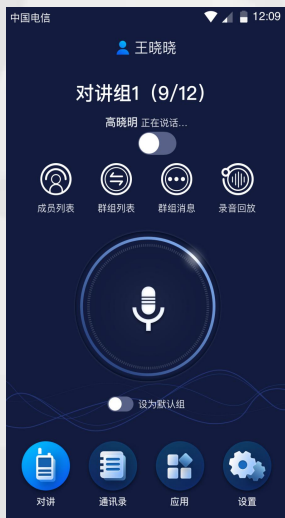 中国电信 12:09
王晓晓
对讲组1（9/12）
高晓明 正在说话...
成员列表 群组列表 群组消息 录音回放
设为默认组
对讲 通讯录 应用 设置